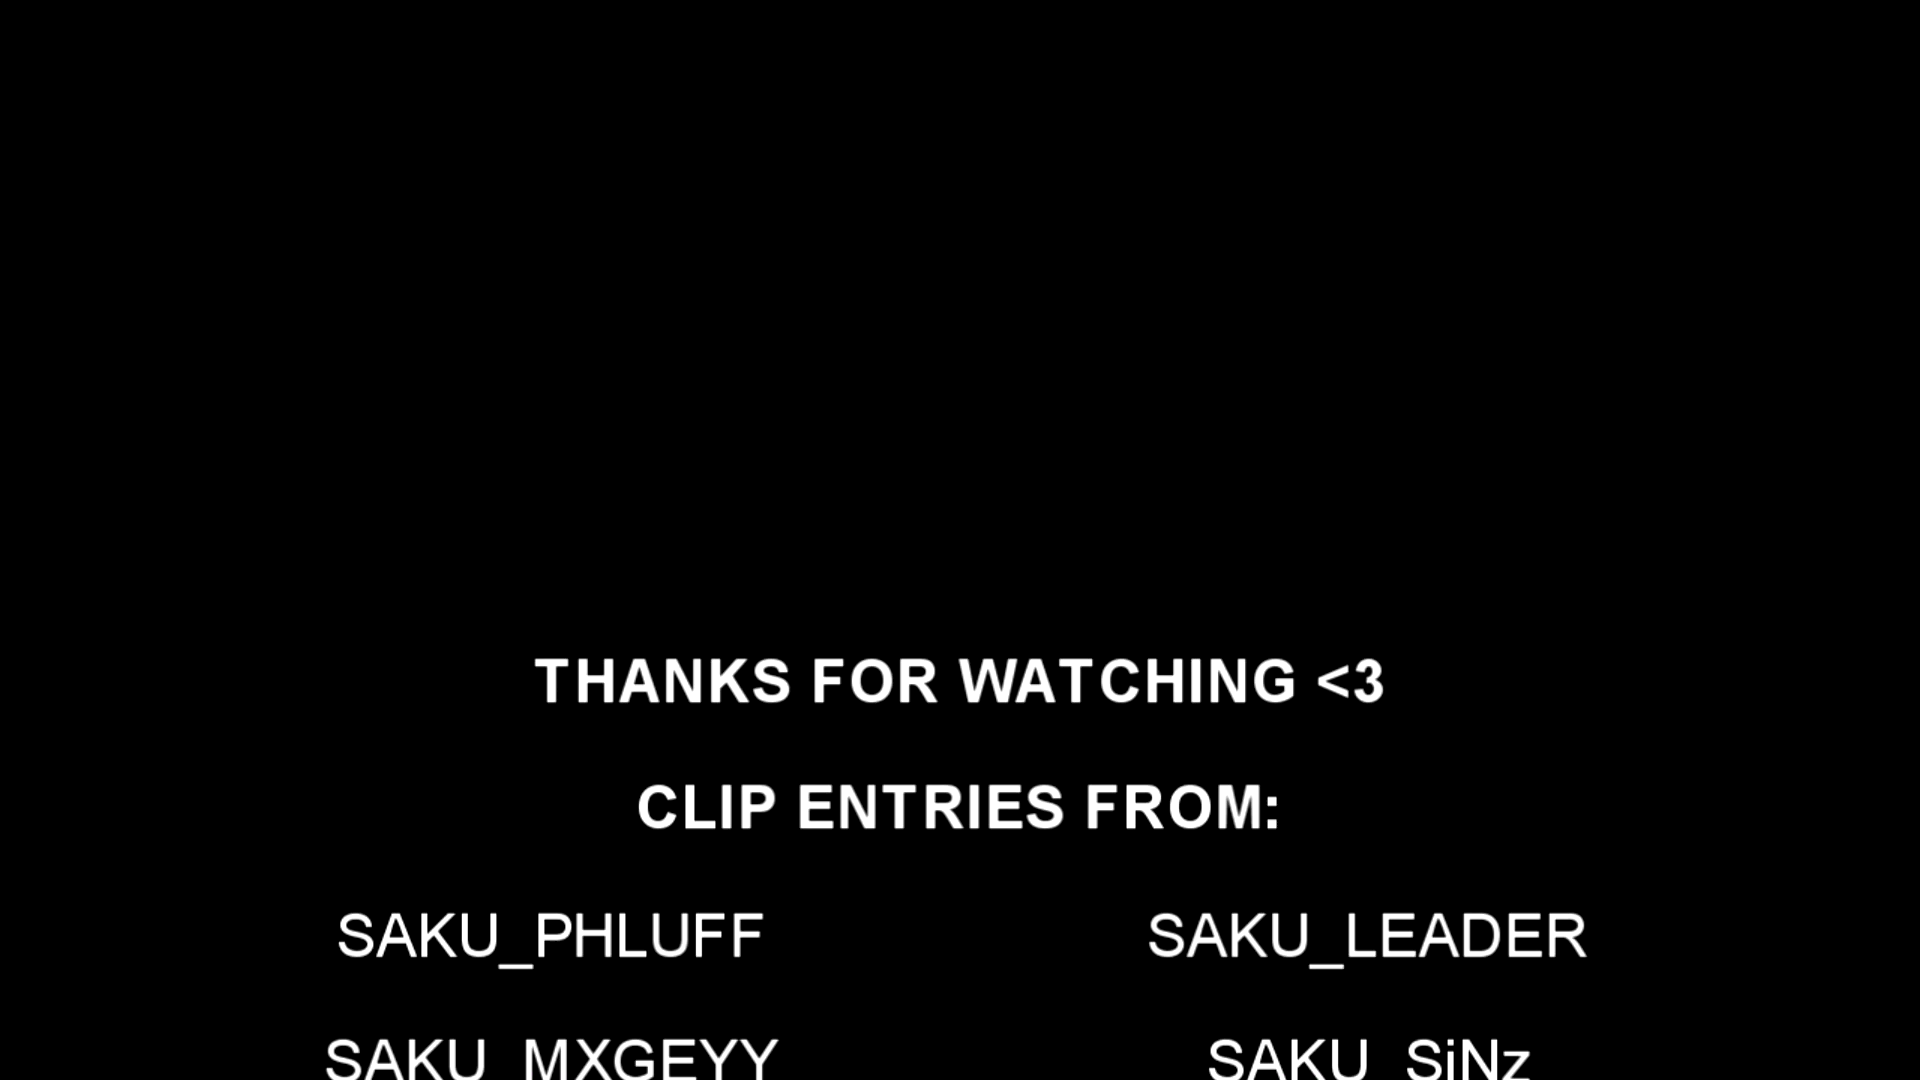 THANKS FOR WATCHING <3
CLIP ENTRIES FROM:
SAKU_PHLUFF SAKU_LEADER
SAKU_MXGEYY SAKU_SiNz